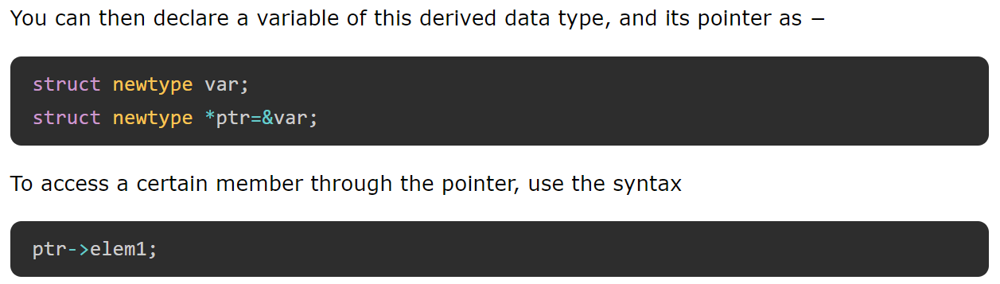 You can then declare a variable of this derived data type, and its pointer as −
struct newtype var;
struct newtype *ptr=&var;
To access a certain member through the pointer, use the syntax
ptr->elem1;